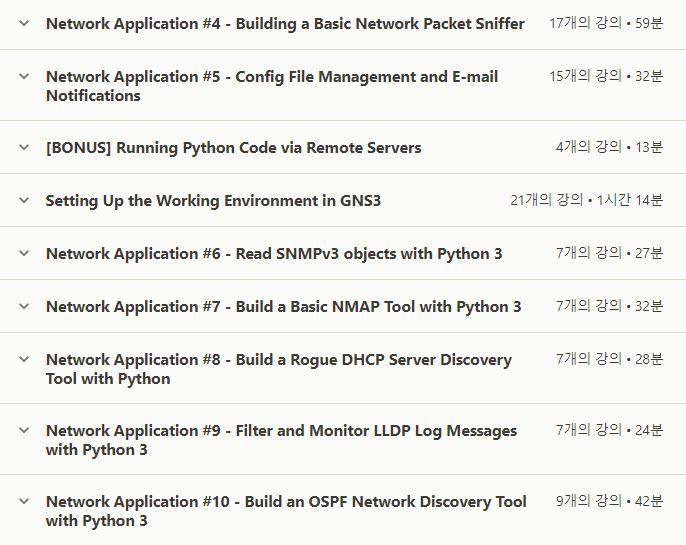 Network Application #4 - Building a Basic Network Packet Sniffer 17개의 강의 • 59분
Network Application #5 - Config File Management and E-mail 15개의 강의 • 32분
Notifications
[BONUS] Running Python Code via Remote Servers 4개의 강의 • 13분
Setting Up the Working Environment in GNS3 21개의 강의 • 1시간 14분
Network Application #6 - Read SNMPv3 objects with Python 3 7개의 강의 • 27분
Network Application #7 - Build a Basic NMAP Tool with Python 3 7개의 강의 • 32분
Network Application #8 - Build a Rogue DHCP Server Discovery 7개의 강의 • 28분
Tool with Python
Network Application #9 - Filter and Monitor LLDP Log Messages 7개의 강의 • 24분
with Python 3
Network Application #10 - Build an OSPF Network Discovery Tool 9개의 강의 • 42분
with Python 3